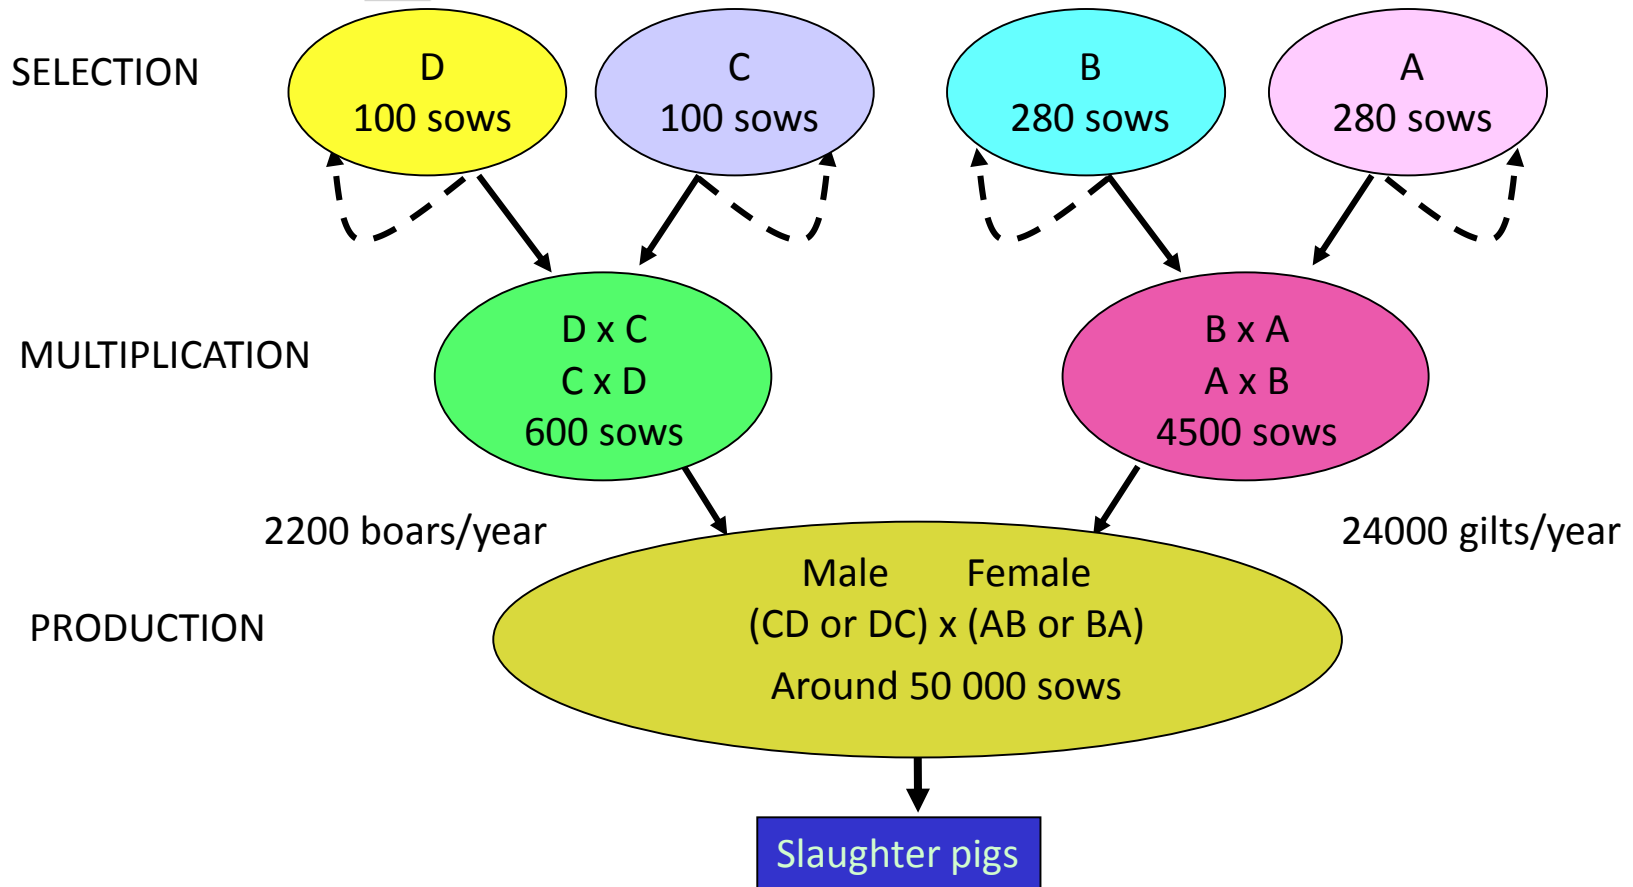 SELECTION
D
100 sows
C
100 sows
B
280 sows
A
280 sows
MULTIPLICATION
D x C
C x D
600 sows
B x A
A x B
4500 sows
2200 boars/year
24000 gilts/year
PRODUCTION
Male Female
(CD or DC) x (AB or BA)
Around 50 000 sows
Slaughter pigs